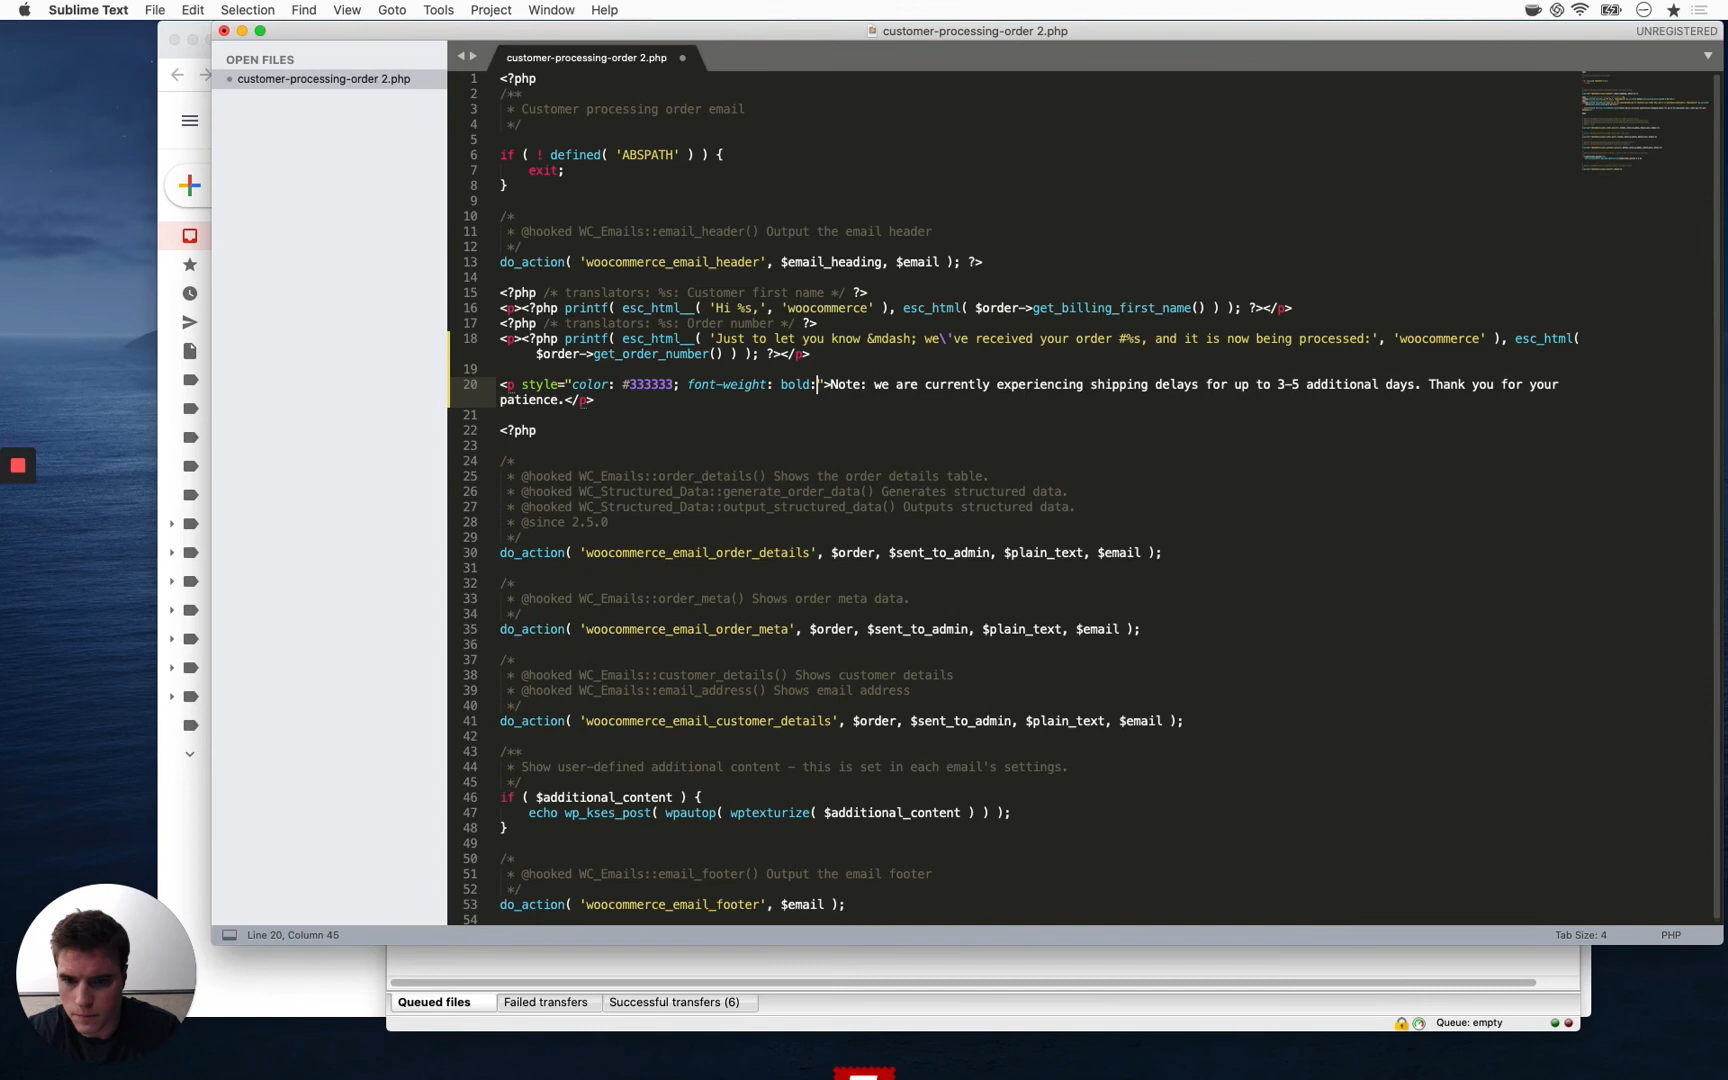 Sublime Text File Edit Selection Find View Goto Tools Project Window Help
customer-processing-order 2.php
UNREGISTERED
OPEN FILES
customer-processing-order 2.php
customer-processing-order 2.php
1 <?php
2 /**
3 * Customer processing order email
4 */
5
6 if ( ! defined( 'ABSPATH' ) ) {
7 exit;
8 }
9
10 /*
11 * @hooked WC_Emails::email_header() Output the email header
12 */
13 do_action( 'woocommerce_email_header', $email_heading, $email ); ?>
14
15 <?php /* translators: %s: Customer first name */ ?>
16 <p><?php printf( esc_html__( 'Hi %s,', 'woocommerce' ), esc_html( $order->get_billing_first_name() ) ); ?></p>
17 <?php /* translators: %s: Order number */ ?>
18 <p><?php printf( esc_html__( 'Just to let you know &mdash; we\'ve received your order #%s, and it is now being processed:', 'woocommerce' ), esc_html(
$order->get_order_number() ) ); ?></p>
19
20 <p style="color: #333333; font-weight: bold:">Note: we are currently experiencing shipping delays for up to 3-5 additional days. Thank you for your
patience.</p>
21
22 <?php
23
24 /*
25 * @hooked WC_Emails::order_details() Shows the order details table.
26 * @hooked WC_Structured_Data::generate_order_data() Generates structured data.
27 * @hooked WC_Structured_Data::output_structured_data() Outputs structured data.
28 * @since 2.5.0
29 */
30 do_action( 'woocommerce_email_order_details', $order, $sent_to_admin, $plain_text, $email );
31
32 /*
33 * @hooked WC_Emails::order_meta() Shows order meta data.
34 */
35 do_action( 'woocommerce_email_order_meta', $order, $sent_to_admin, $plain_text, $email );
36
37 /*
38 * @hooked WC_Emails::customer_details() Shows customer details
39 * @hooked WC_Emails::email_address() Shows email address
40 */
41 do_action( 'woocommerce_email_customer_details', $order, $sent_to_admin, $plain_text, $email );
42
43 /**
44 * Show user-defined additional content - this is set in each email's settings.
45 */
46 if ( $additional_content ) {
47 echo wp_kses_post( wpautop( wptexturize( $additional_content ) ) );
48 }
49
50 /*
51 * @hooked WC_Emails::email_footer() Output the email footer
52 */
53 do_action( 'woocommerce_email_footer', $email );
54
Line 20, Column 45
Tab Size: 4 PHP
Queued files Failed transfers Successful transfers (6)
Queue: empty